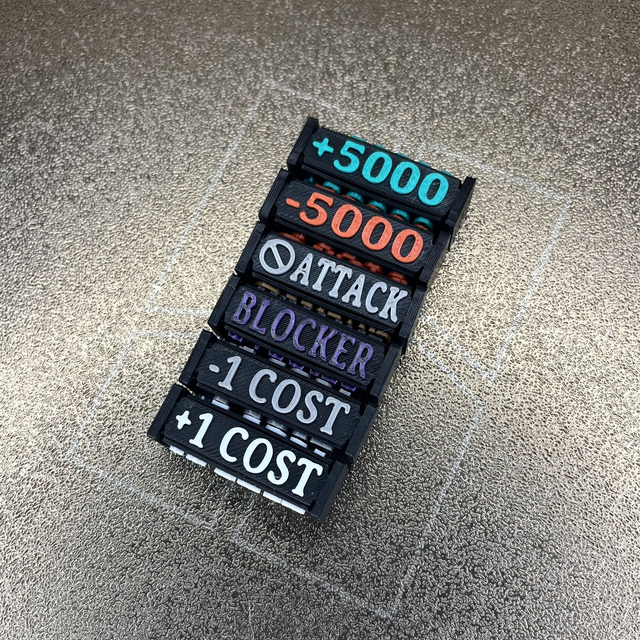 +5000
-5000
ATTACK
BLOCKER
-1 COST
+1 COST